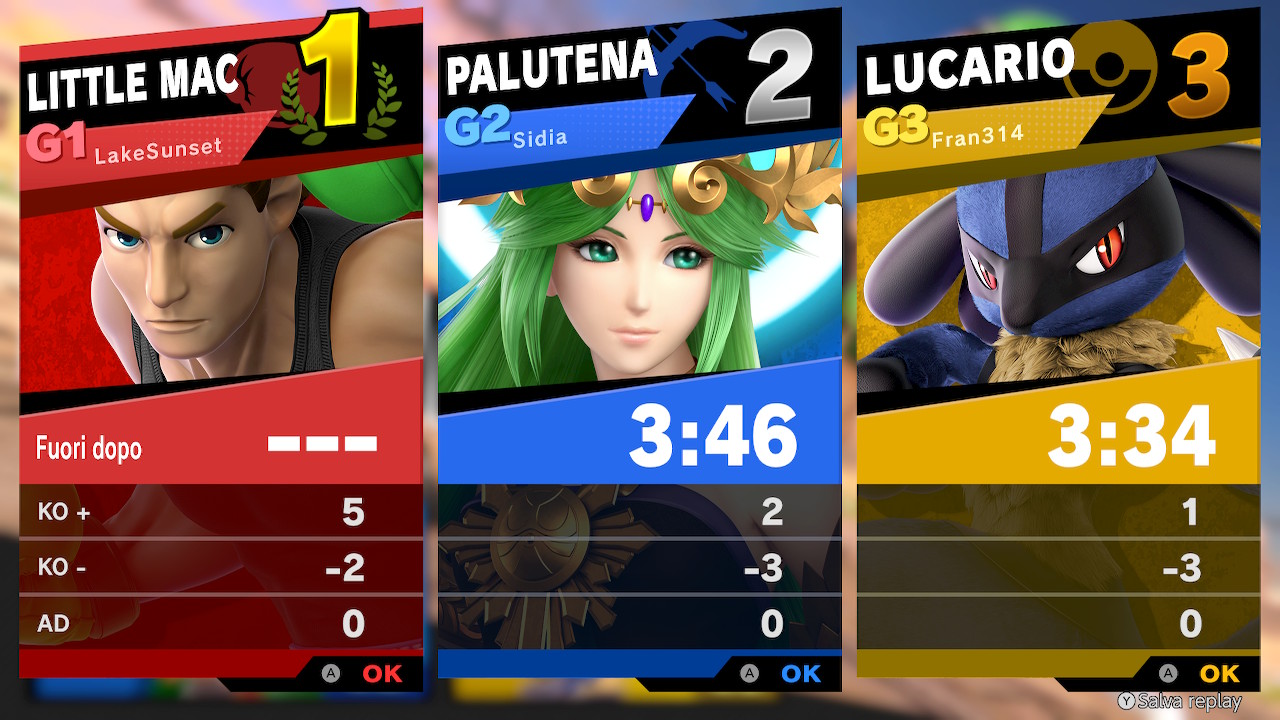 LITTLE MAC 1
G1 LakeSunset
Fuori dopo ---
KO + 5
KO - -2
AD 0
A OK
PALUTENA 2
G2 Sidia
3:46
2
-3
0
A OK
LUCARIO 3
G3 Fran314
3:34
1
-3
0
A OK
Y Salva replay